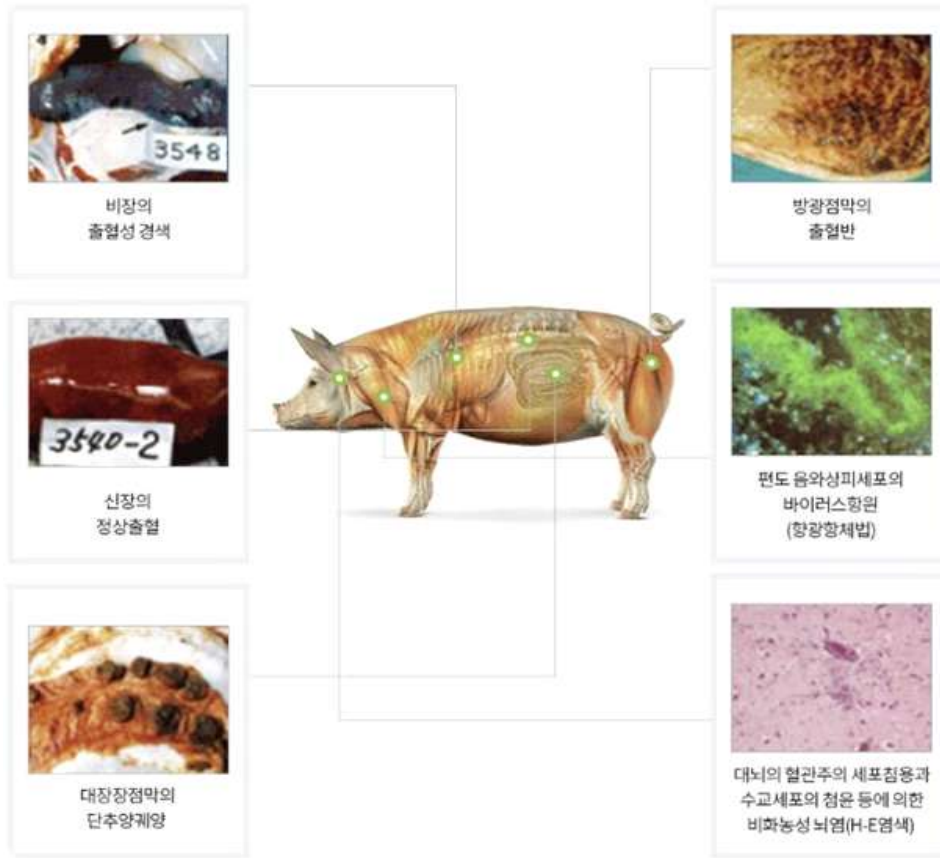 3548
비장의
출혈성 경색
방광점막의
출혈반
3540-2
신장의
정상출혈
편도 음와상피세포의
바이러스항원
(향광항체법)
대장장점막의
단추양궤양
대뇌의 혈관주의 세포침용과
수교세포의 첨윤 등에 의한
비화농성 뇌염(H-E염색)